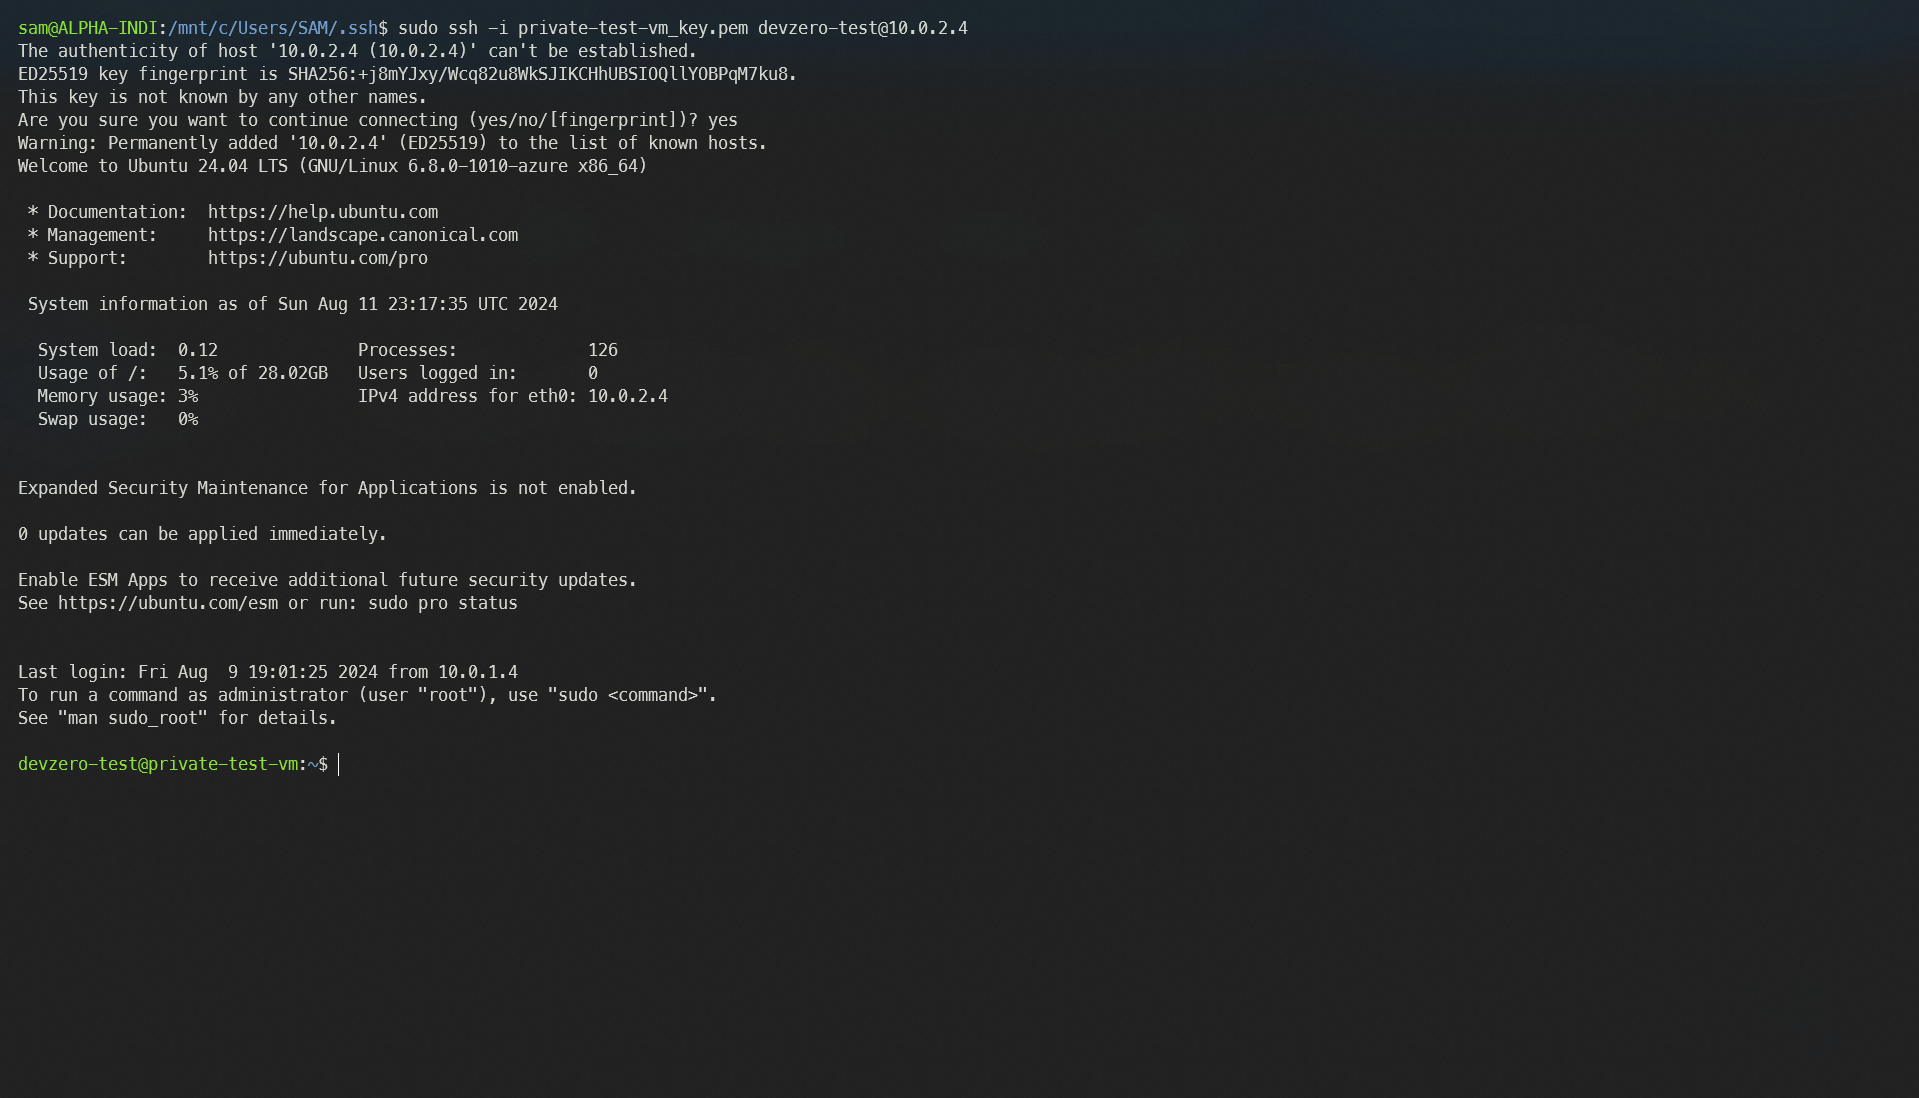 sam@ALPHA-INDI:/mnt/c/Users/SAM/.ssh$ sudo ssh -i private-test-vm_key.pem devzero-test@10.0.2.4
The authenticity of host '10.0.2.4 (10.0.2.4)' can't be established.
ED25519 key fingerprint is SHA256:+j8mYJxy/Wcq82u8WkSJIKCHhUBSIOQllYOBPqM7ku8.
This key is not known by any other names.
Are you sure you want to continue connecting (yes/no/[fingerprint])? yes
Warning: Permanently added '10.0.2.4' (ED25519) to the list of known hosts.
Welcome to Ubuntu 24.04 LTS (GNU/Linux 6.8.0-1010-azure x86_64)

 * Documentation:  https://help.ubuntu.com
 * Management:     https://landscape.canonical.com
 * Support:        https://ubuntu.com/pro

 System information as of Sun Aug 11 23:17:35 UTC 2024

  System load:  0.12              Processes:             126
  Usage of /:   5.1% of 28.02GB   Users logged in:       0
  Memory usage: 3%                IPv4 address for eth0: 10.0.2.4
  Swap usage:   0%

Expanded Security Maintenance for Applications is not enabled.

0 updates can be applied immediately.

Enable ESM Apps to receive additional future security updates.
See https://ubuntu.com/esm or run: sudo pro status

Last login: Fri Aug  9 19:01:25 2024 from 10.0.1.4
To run a command as administrator (user "root"), use "sudo <command>".
See "man sudo_root" for details.

devzero-test@private-test-vm:~$